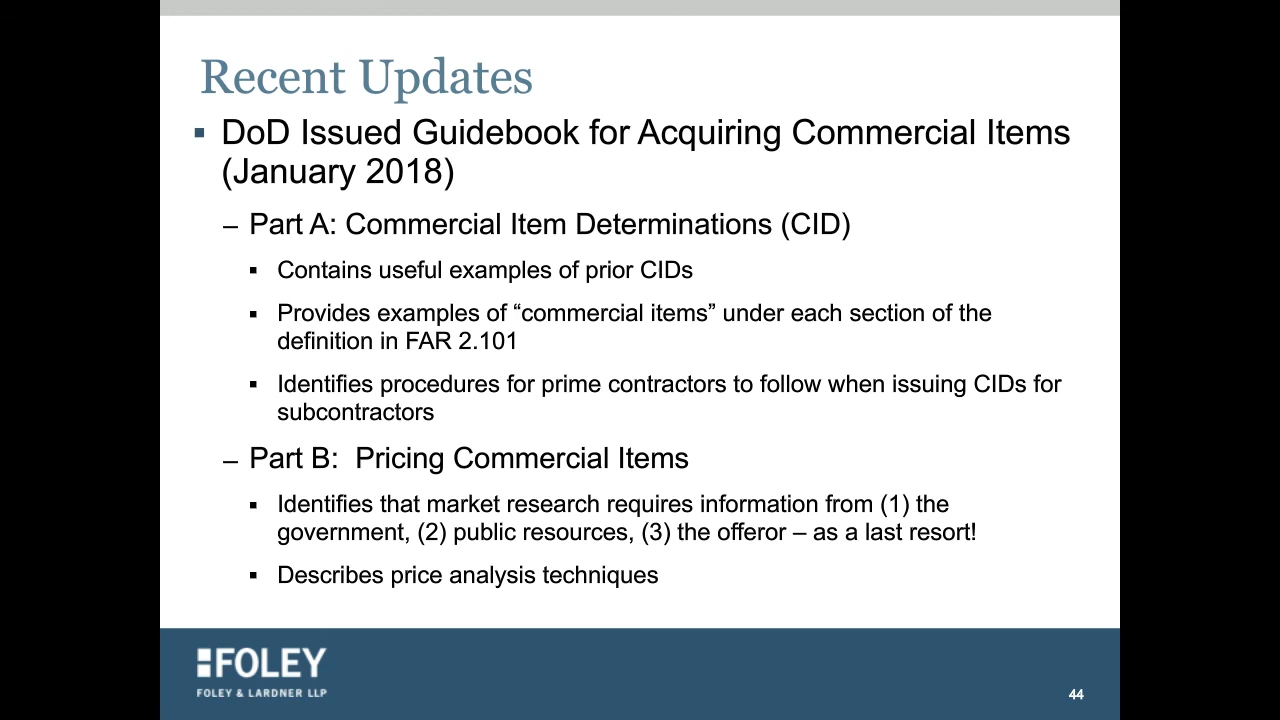 Recent Updates
▪ DoD Issued Guidebook for Acquiring Commercial Items
(January 2018)
– Part A: Commercial Item Determinations (CID)
▪ Contains useful examples of prior CIDs
▪ Provides examples of “commercial items” under each section of the
definition in FAR 2.101
▪ Identifies procedures for prime contractors to follow when issuing CIDs for
subcontractors
– Part B:  Pricing Commercial Items
▪ Identifies that market research requires information from (1) the
government, (2) public resources, (3) the offeror – as a last resort!
▪ Describes price analysis techniques
FOLEY
FOLEY & LARDNER LLP
44